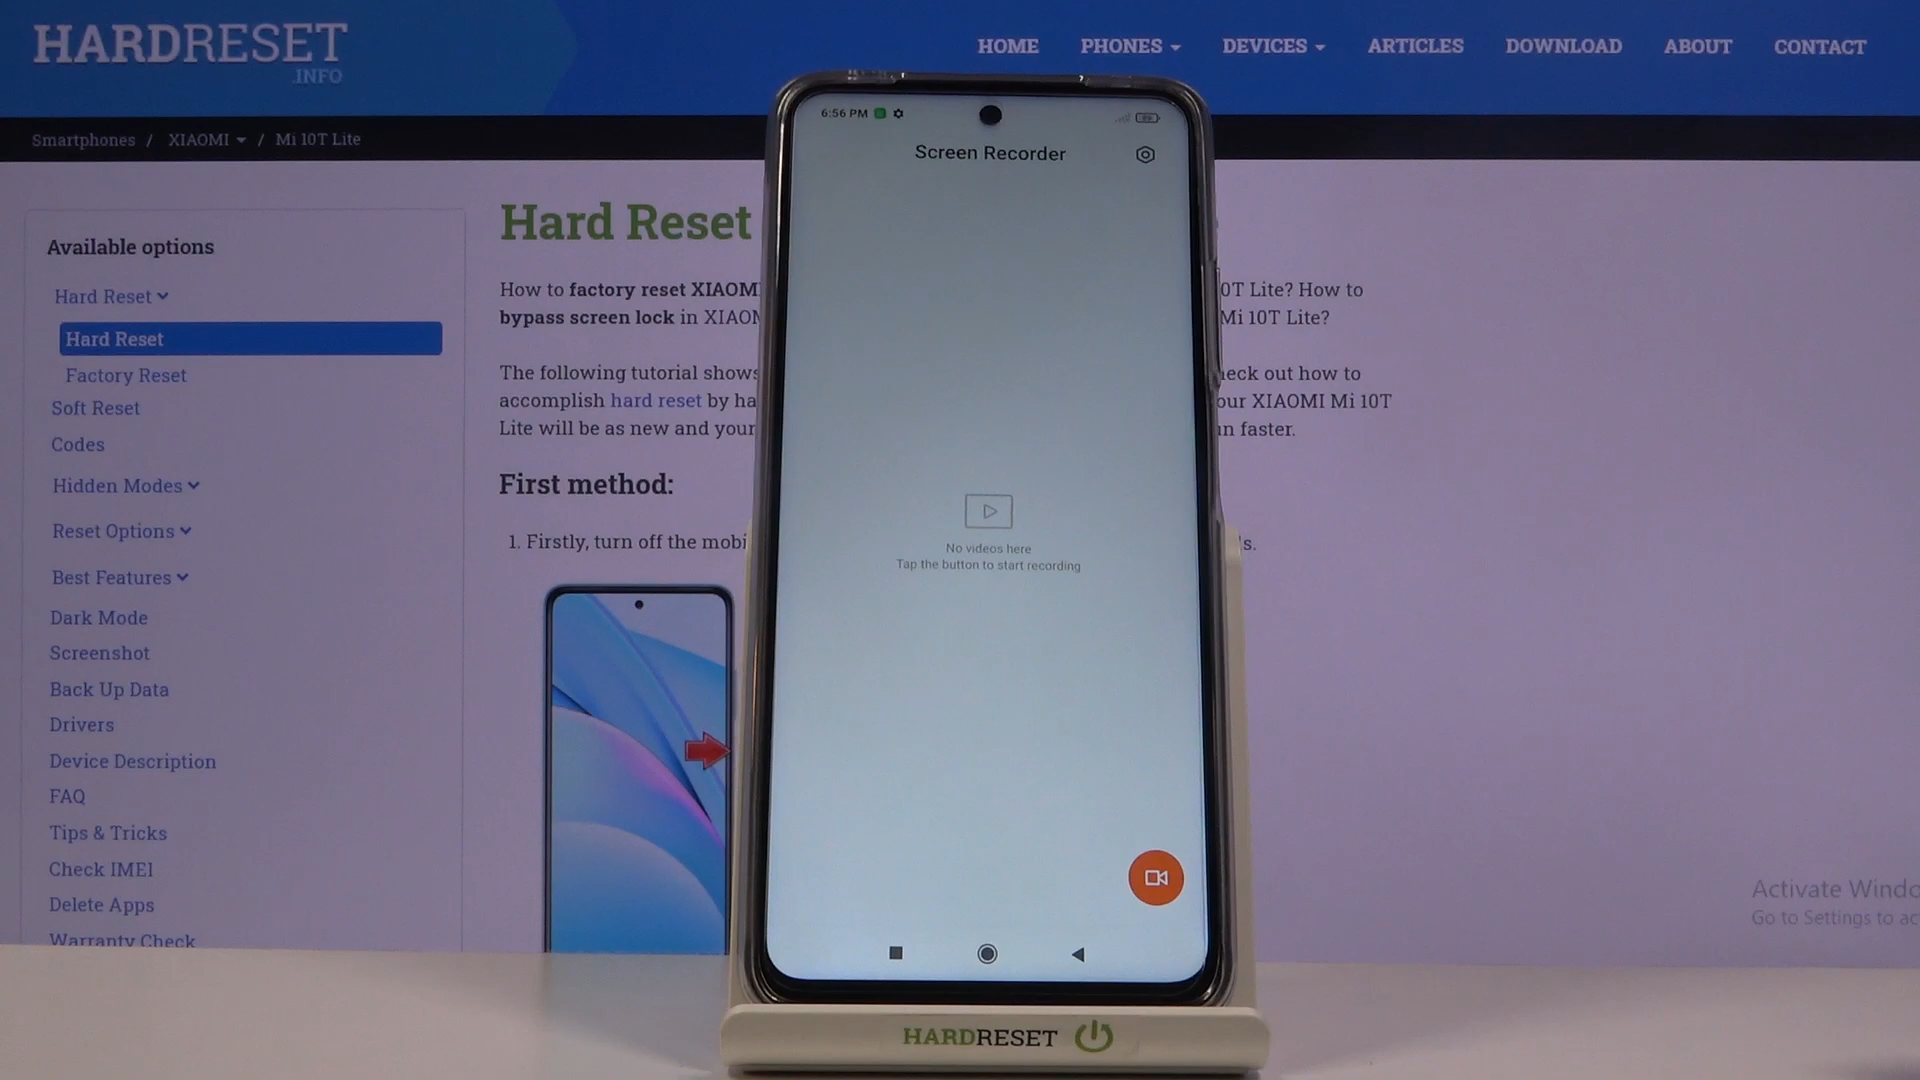 HARDRESET
.INFO
HOME PHONES DEVICES ARTICLES DOWNLOAD ABOUT CONTACT
Smartphones / XIAOMI / Mi 10T Lite
Available options
Hard Reset
Hard Reset
Factory Reset
Soft Reset
Codes
Hidden Modes
Reset Options
Best Features
Dark Mode
Screenshot
Back Up Data
Drivers
Device Description
FAQ
Tips & Tricks
Check IMEI
Delete Apps
Warranty Check
Hard Reset
How to factory reset XIAOM 0T Lite? How to
bypass screen lock in XIAOM Mi 10T Lite?
The following tutorial shows eck out how to
accomplish hard reset by ha our XIAOMI Mi 10T
Lite will be as new and your n faster.
First method:
1. Firstly, turn off the mobi s.
6:56 PM
89
Screen Recorder
No videos here
Tap the button to start recording
HARDRESET
Activate Windo
Go to Settings to ac